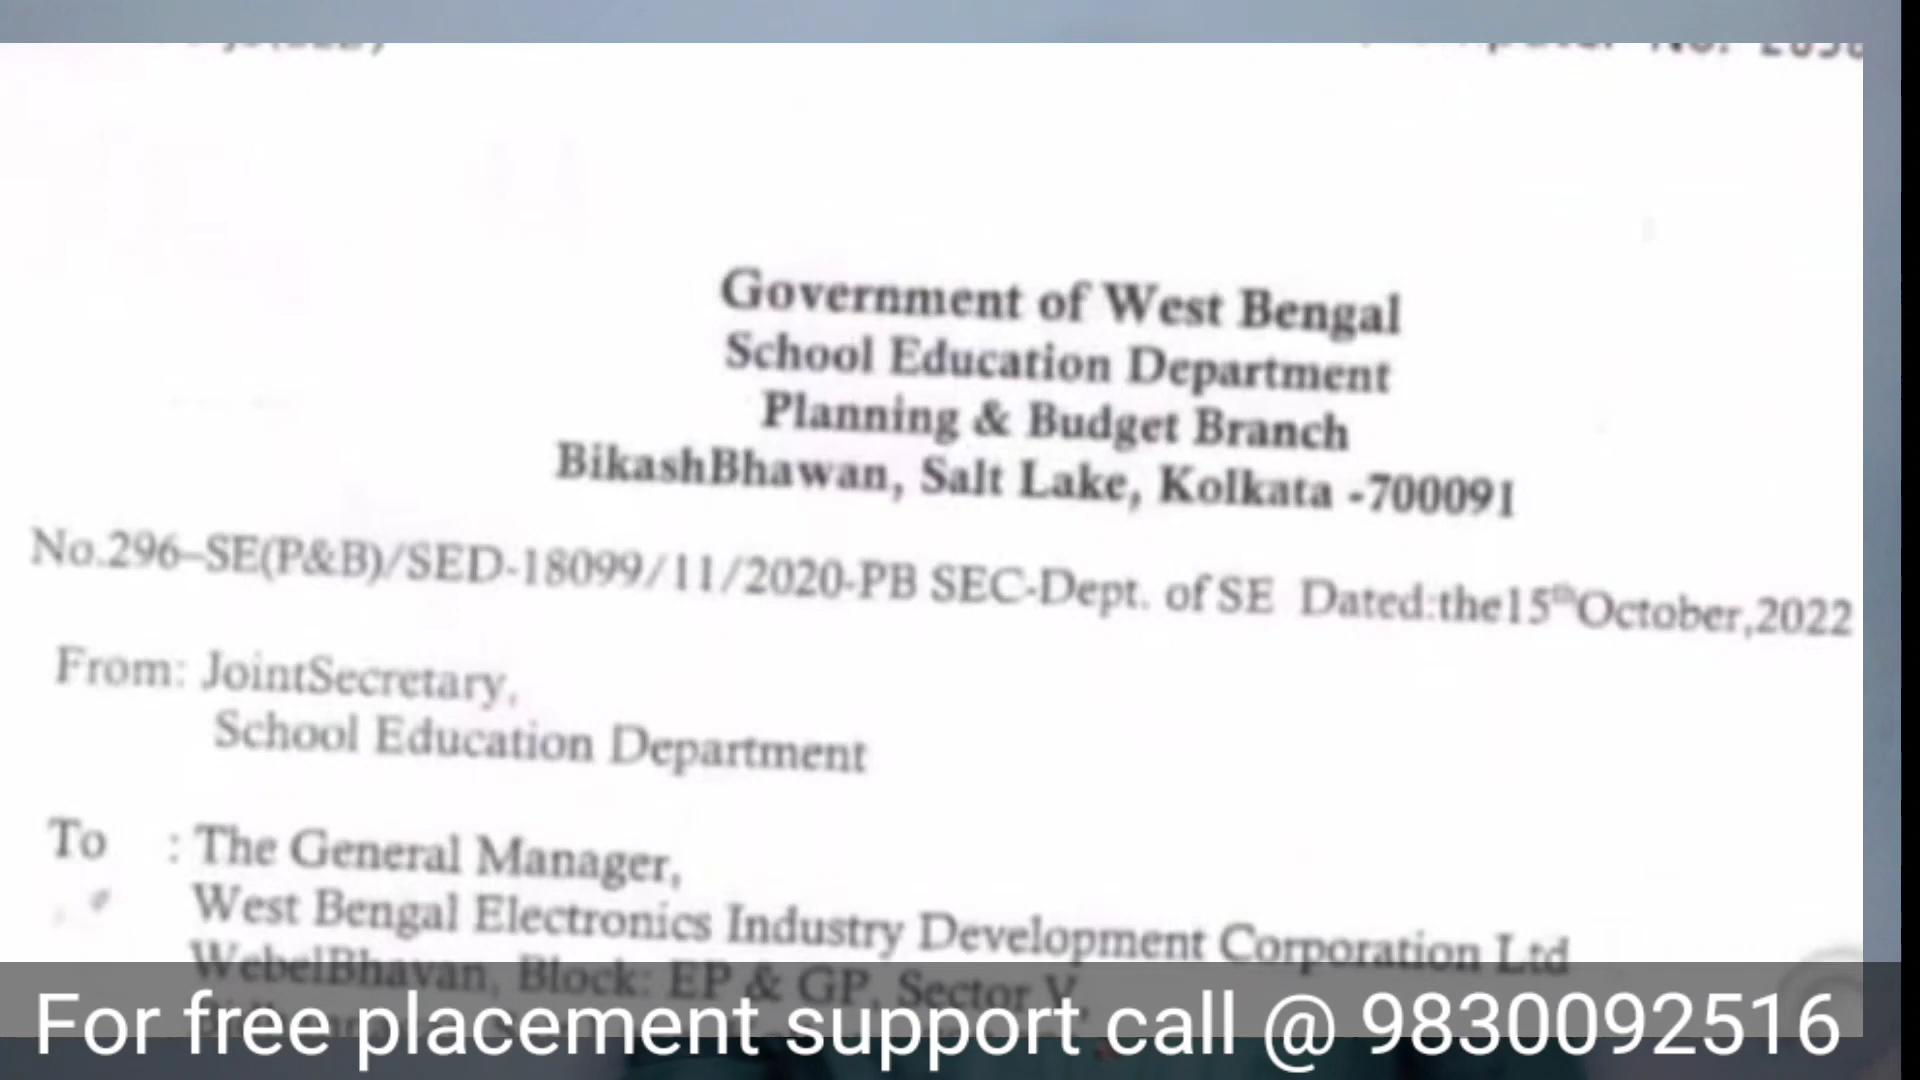 No.
Government of West Bengal
School Education Department
Planning & Budget Branch
BikashBhawan, Salt Lake, Kolkata -700091
No.296–SE(P&B)/SED-18099/11/2020-PB SEC-Dept. of SE Dated:the15thOctober,2022
From: JointSecretary,
School Education Department
To : The General Manager,
West Bengal Electronics Industry Development Corporation Ltd
WebelBhavan, Block: EP & GP, Sector V,
For free placement support call @ 9830092516